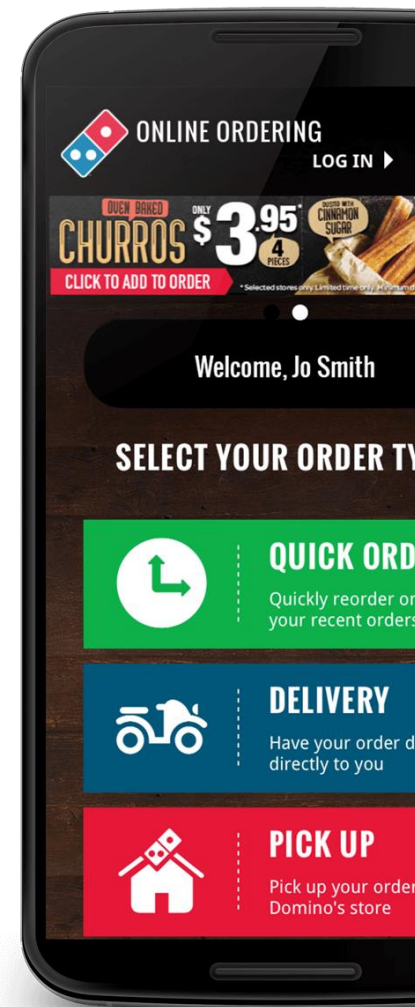 ONLINE ORDERING
LOG IN
OVEN BAKED
CHURROS
ONLY
$3.95*
4
PIECES
DUSTED WITH
CINNAMON
SUGAR
CLICK TO ADD TO ORDER
*Selected stores only. Limited time only.
Welcome, Jo Smith
SELECT YOUR ORDER TY
QUICK ORD
Quickly reorder on
your recent orders
DELIVERY
Have your order d
directly to you
PICK UP
Pick up your order
Domino's store